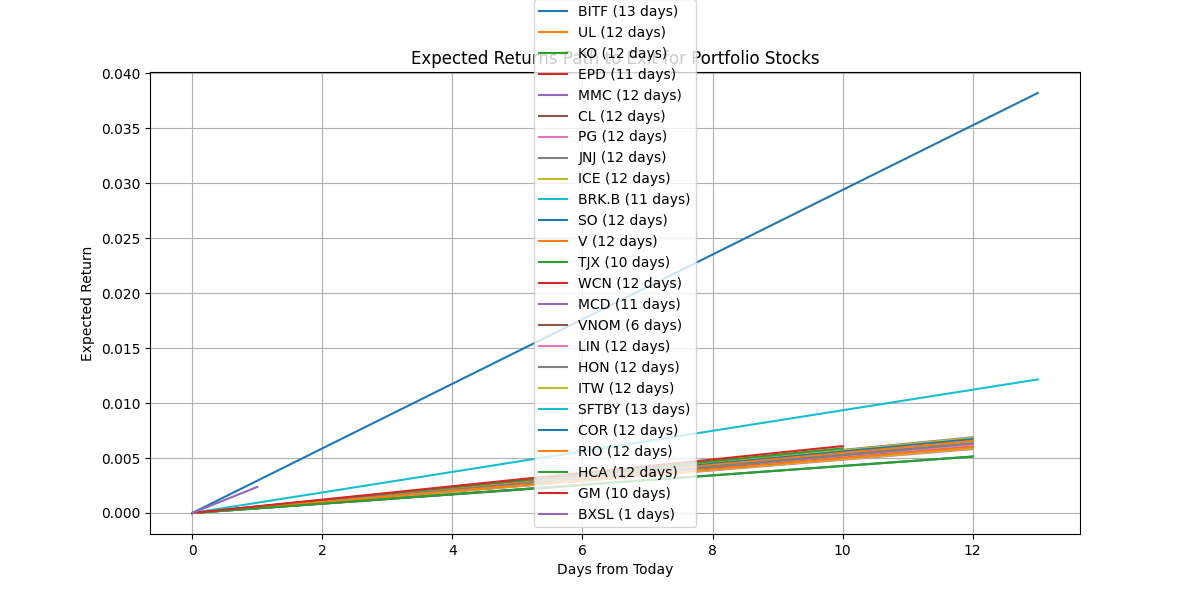 Expected Returns Path to Exit for Portfolio Stocks
BITF (13 days)
UL (12 days)
KO (12 days)
EPD (11 days)
MMC (12 days)
CL (12 days)
PG (12 days)
JNJ (12 days)
ICE (12 days)
BRK.B (11 days)
SO (12 days)
V (12 days)
TJX (10 days)
WCN (12 days)
MCD (11 days)
VNOM (6 days)
LIN (12 days)
HON (12 days)
ITW (12 days)
SFTBY (13 days)
COR (12 days)
RIO (12 days)
HCA (12 days)
GM (10 days)
BXSL (1 days)
Expected Return
0.040
0.035
0.030
0.025
0.020
0.015
0.010
0.005
0.000
0
2
4
6
8
10
12
Days from Today